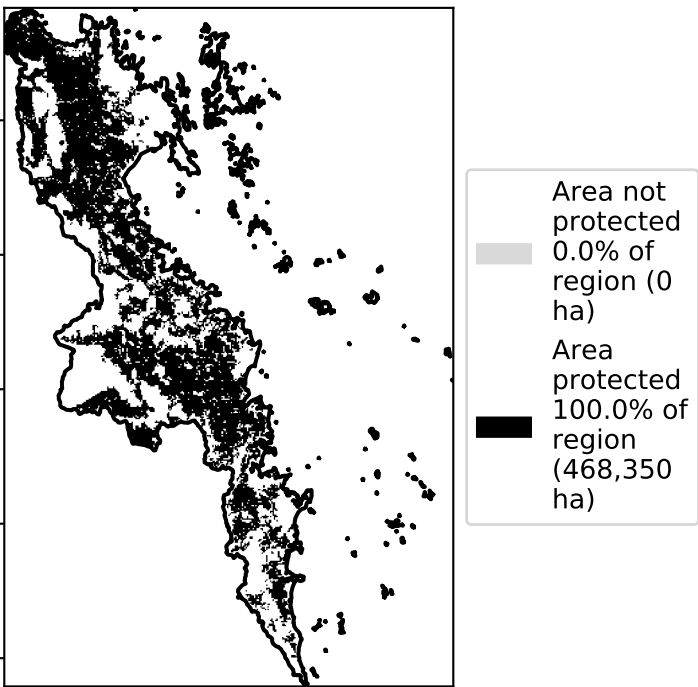 Area not
protected
0.0% of
region (0
ha)
Area
protected
100.0% of
region
(468,350
ha)